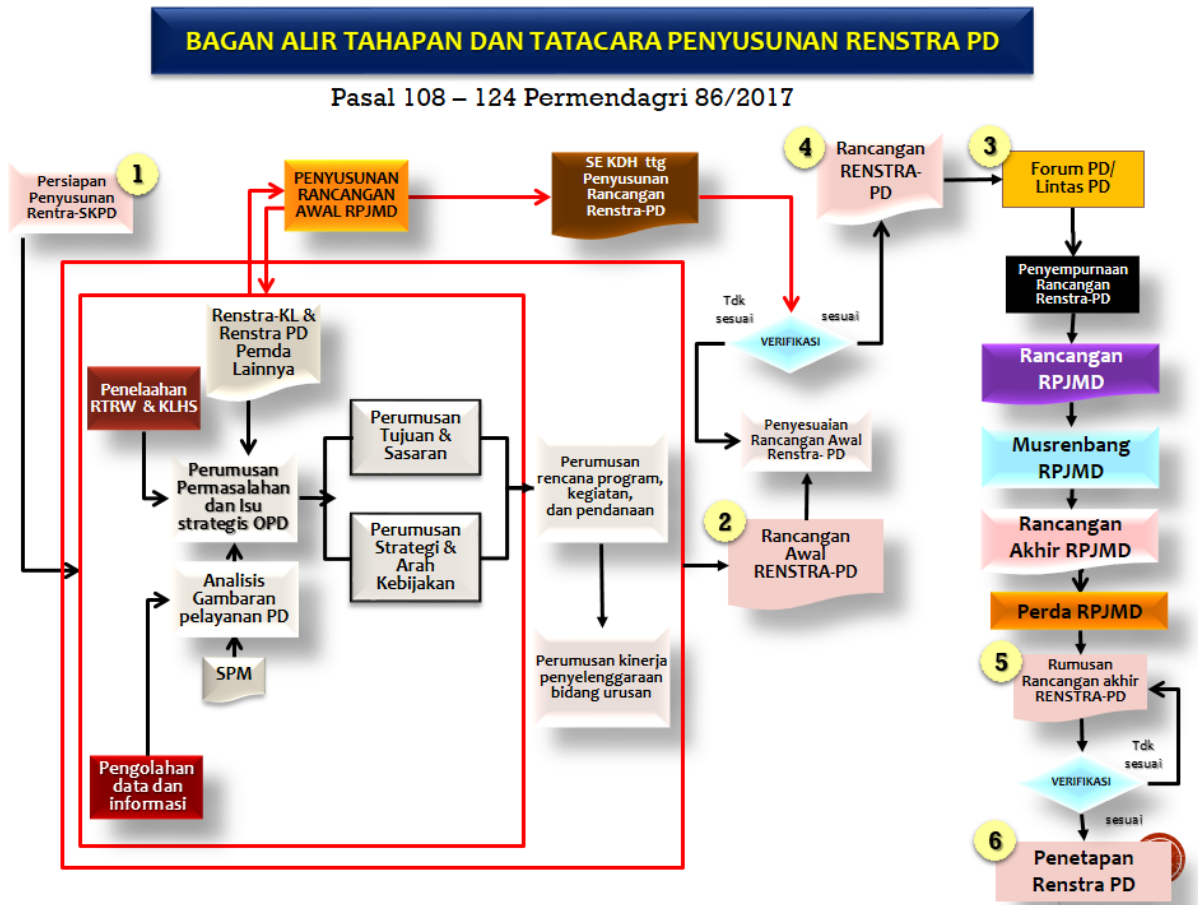 BAGAN ALIR TAHAPAN DAN TATACARA PENYUSUNAN RENSTRA PD
Pasal 108 – 124 Permendagri 86/2017
1
Persiapan
Penyusunan
Rentra-SKPD
PENYUSUNAN
RANCANGAN
AWAL RPJMD
SE KDH ttg
Penyusunan
Rancangan
Renstra-PD
4
Rancangan
RENSTRA-
PD
3
Forum PD/
Lintas PD
Penyempurnaan
Rancangan
Renstra-PD
Renstra-KL &
Renstra PD
Pemda
Lainnya
Penelaahan
RTRW & KLHS
Perumusan
Permasalahan
dan Isu
strategis OPD
Analisis
Gambaran
pelayanan PD
SPM
Pengolahan
data dan
informasi
Perumusan
Tujuan &
Sasaran
Perumusan
Strategi &
Arah
Kebijakan
Perumusan
rencana program,
kegiatan,
dan pendanaan
Perumusan kinerja
penyelenggaraan
bidang urusan
2
Rancangan
Awal
RENSTRA-PD
Penyesuaian
Rancangan Awal
Renstra- PD
Tdk
sesuai
sesuai
VERIFIKASI
Rancangan
RPJMD
Musrenbang
RPJMD
Rancangan
Akhir RPJMD
Perda RPJMD
5
Rumusan
Rancangan akhir
RENSTRA-PD
Tdk
sesuai
VERIFIKASI
sesuai
6
Penetapan
Renstra PD